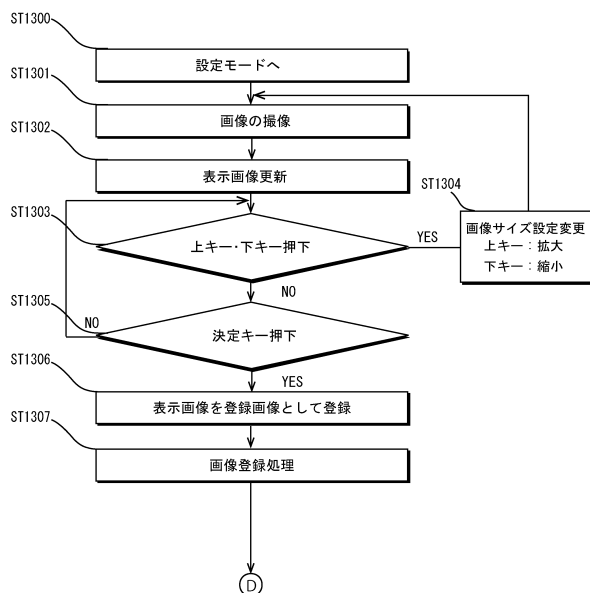 ST1300
設定モードへ
ST1301
画像の撮像
ST1302
表示画像更新
ST1303
上キー・下キー押下
YES
ST1304
画像サイズ設定変更
上キー：拡大
下キー：縮小
NO
ST1305
NO
決定キー押下
YES
ST1306
表示画像を登録画像として登録
ST1307
画像登録処理
D